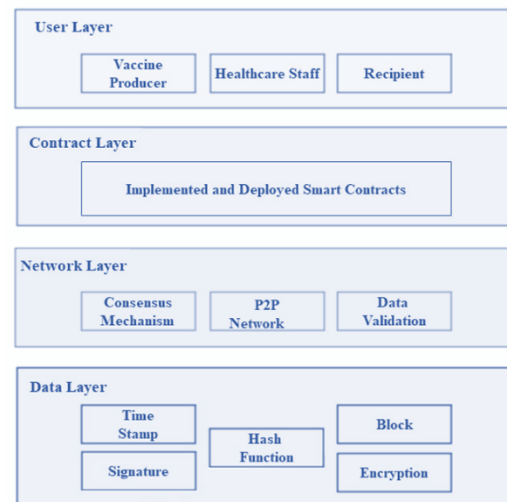 User Layer
Vaccine
Producer
Healthcare Staff
Recipient
Contract Layer
Implemented and Deployed Smart Contracts
Network Layer
Consensus
Mechanism
P2P
Network
Data
Validation
Data Layer
Time
Stamp
Signature
Hash
Function
Block
Encryption